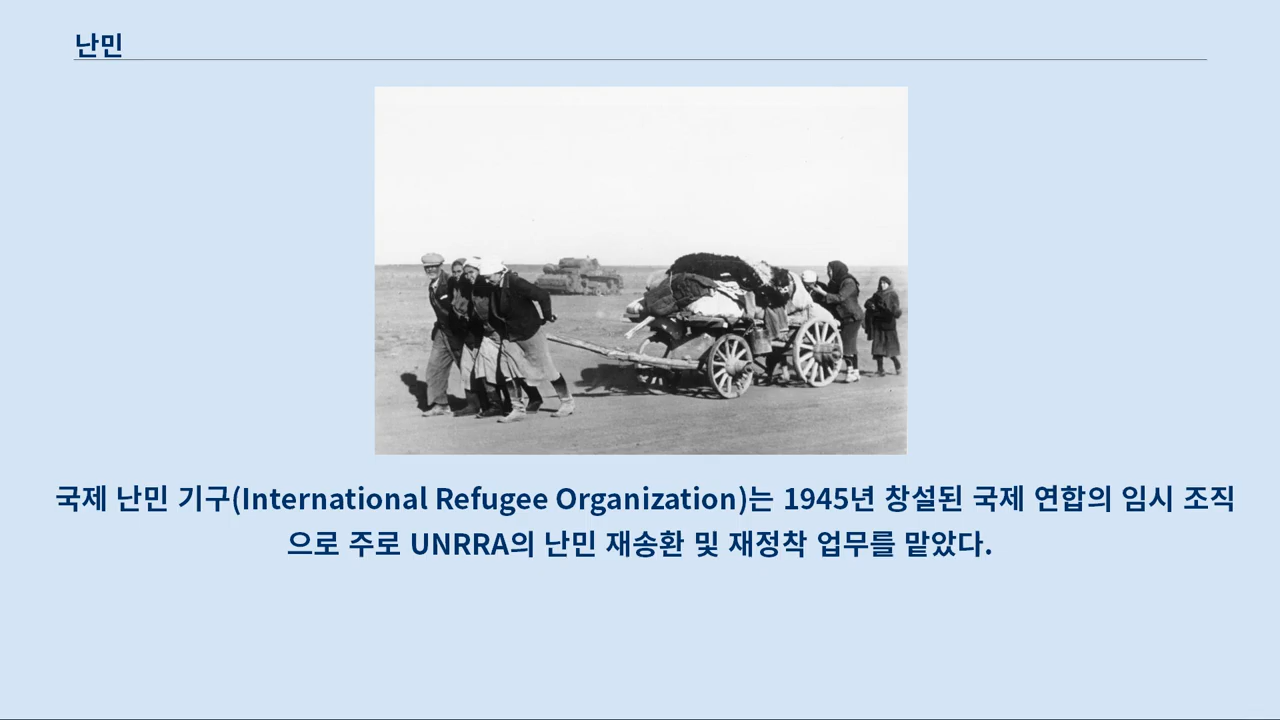 난민
국제 난민 기구(International Refugee Organization)는 1945년 창설된 국제 연합의 임시 조직
으로 주로 UNRRA의 난민 재송환 및 재정착 업무를 맡았다.